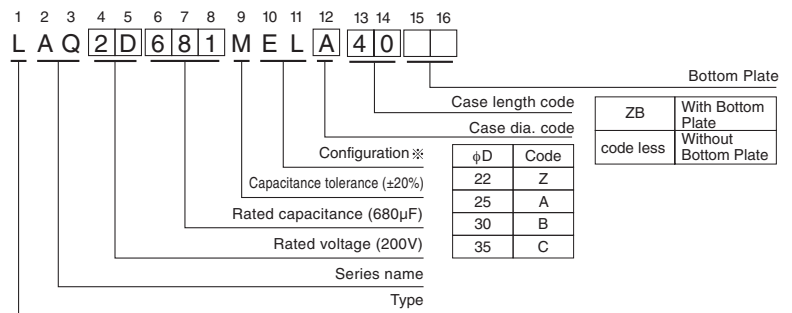 1 2 3 4 5 6 7 8 9 10 11 12 13 14 15 16
L A Q 2 D 6 8 1 M E L A 4 0
Bottom Plate
Case length code
Case dia. code
Configuration※
Capacitance tolerance (±20%)
Rated capacitance (680µF)
Rated voltage (200V)
Series name
Type
ϕD Code
22 Z
25 A
30 B
35 C
ZB With Bottom
Plate
code less Without
Bottom Plate